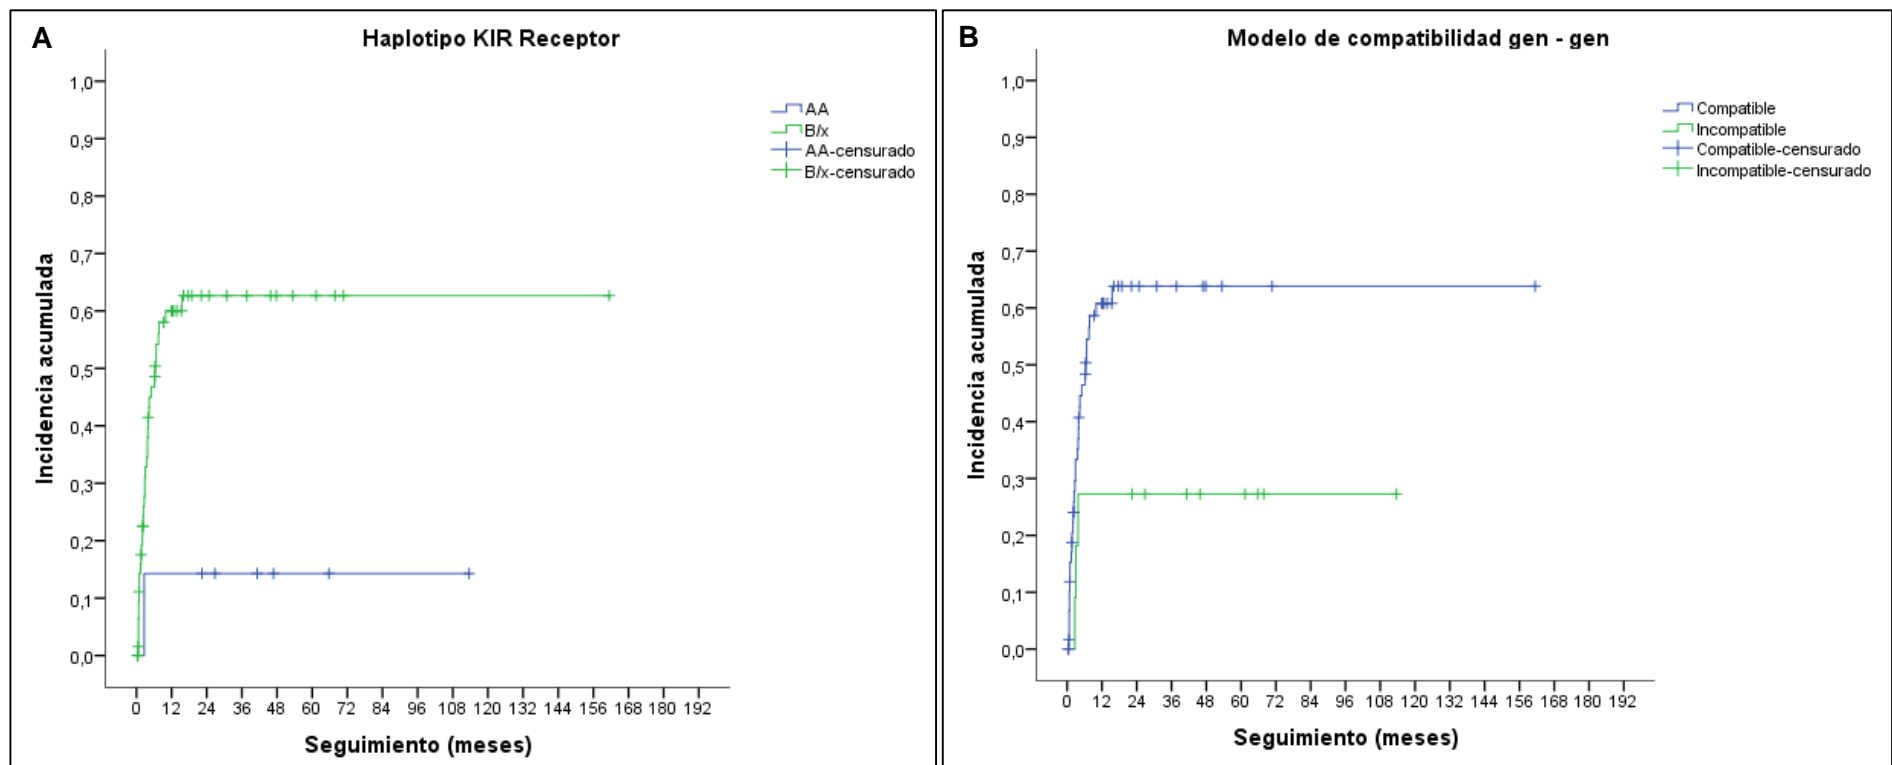 A
Haplotipo KIR Receptor
1,0
0,9
0,8
0,7
0,6
0,5
0,4
0,3
0,2
0,1
0,0
Incidencia acumulada
AA
B/x
AA-censurado
B/x-censurado
0 12 24 36 48 60 72 84 96 108 120 132 144 156 168 180 192
Seguimiento (meses)
B
Modelo de compatibilidad gen - gen
1,0
0,9
0,8
0,7
0,6
0,5
0,4
0,3
0,2
0,1
0,0
Incidencia acumulada
Compatible
Incompatible
Compatible-censurado
Incompatible-censurado
0 12 24 36 48 60 72 84 96 108 120 132 144 156 168 180 192
Seguimiento (meses)